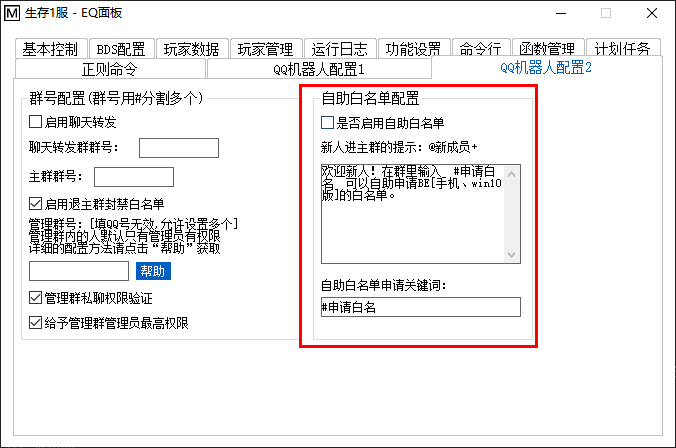 生存1服 - EQ面板
基本控制 BDS配置 玩家数据 玩家管理 运行日志 功能设置 命令行 函数管理 计划任务
正则命令 QQ机器人配置1 QQ机器人配置2
群号配置(群号用#分割多个)
启用聊天转发
聊天转发群群号:
主群群号:
启用退主群封禁白名单
管理群号: [填QQ号无效,允许设置多个]
管理群内的人默认只有管理员有权限
详细的配置方法请点击“帮助”获取
帮助
管理群私聊权限验证
给予管理群管理员最高权限
自助白名单配置
是否启用自助白名单
新人进主群的提示: @新成员+
欢迎新人! 在群里输入 #申请白
名 可以自助申请BE[手机、win10
版]的白名单。
自助白名单申请关键词:
#申请白名